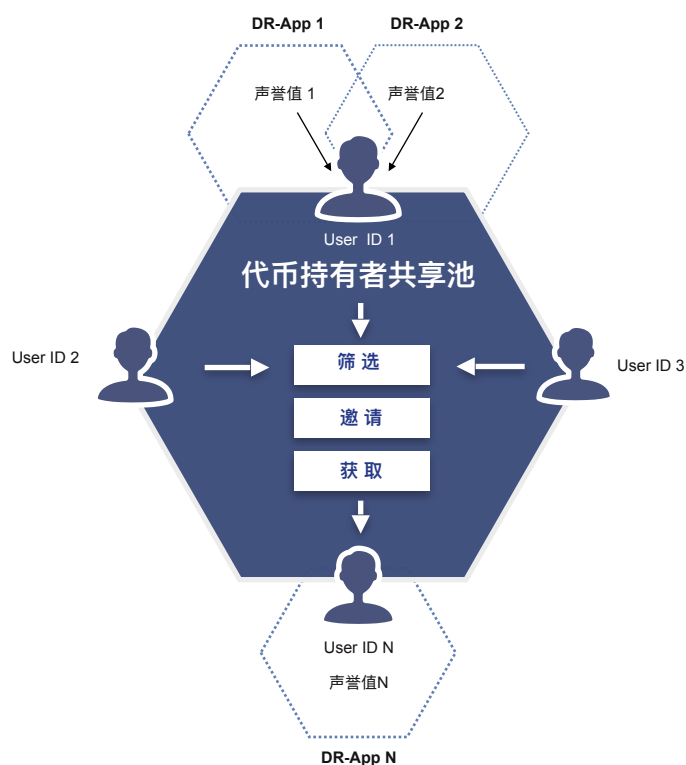 DR-App 1
DR-App 2
声誉值 1
声誉值2
User ID 1
代币持有者共享池
User ID 2
User ID 3
筛 选
邀 请
获 取
User ID N
声誉值N
DR-App N